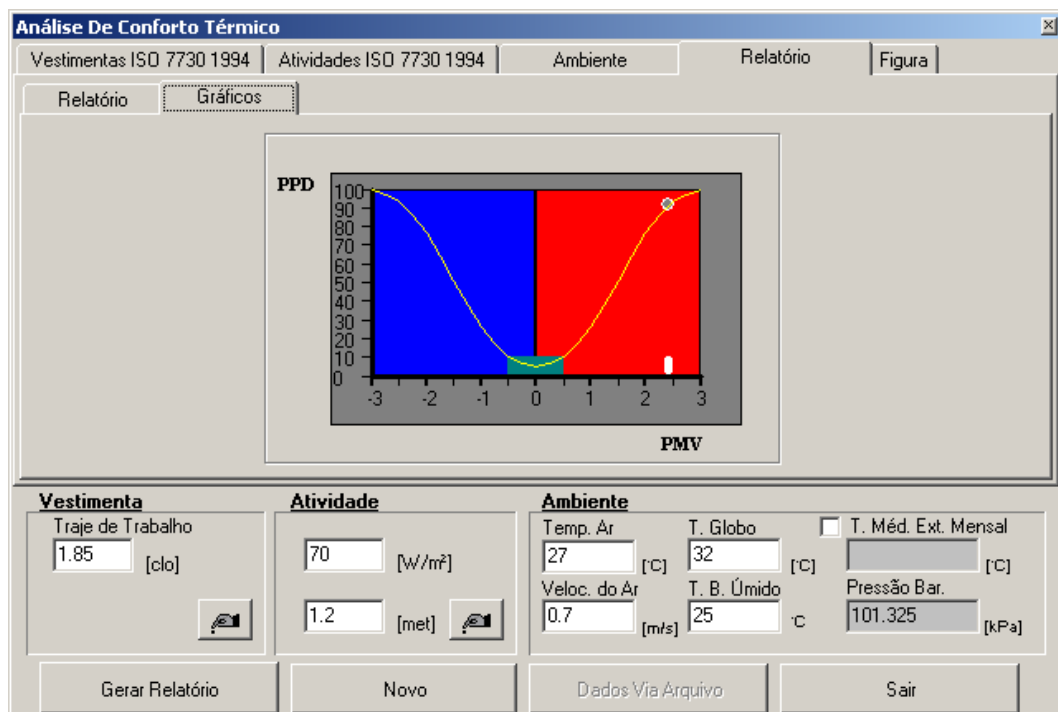 Análise De Conforto Térmico
Vestimentas ISO 7730 1994 Atividades ISO 7730 1994 Ambiente Relatório Figura
Relatório Gráficos
PPD
100
90
80
70
60
50
40
30
20
10
0
-3 -2 -1 0 1 2 3
PMV
Vestimenta Atividade Ambiente
Traje de Trabalho Temp. Ar T. Globo T. Méd. Ext. Mensal
1.85 [clo] 70 [W/m²] 27 [°C] 32 [°C] [°C]
Veloc. do Ar T. B. Úmido Pressão Bar.
1.2 [met] 0.7 [m/s] 25 °C 101.325 [kPa]
Gerar Relatório Novo Dados Via Arquivo Sair